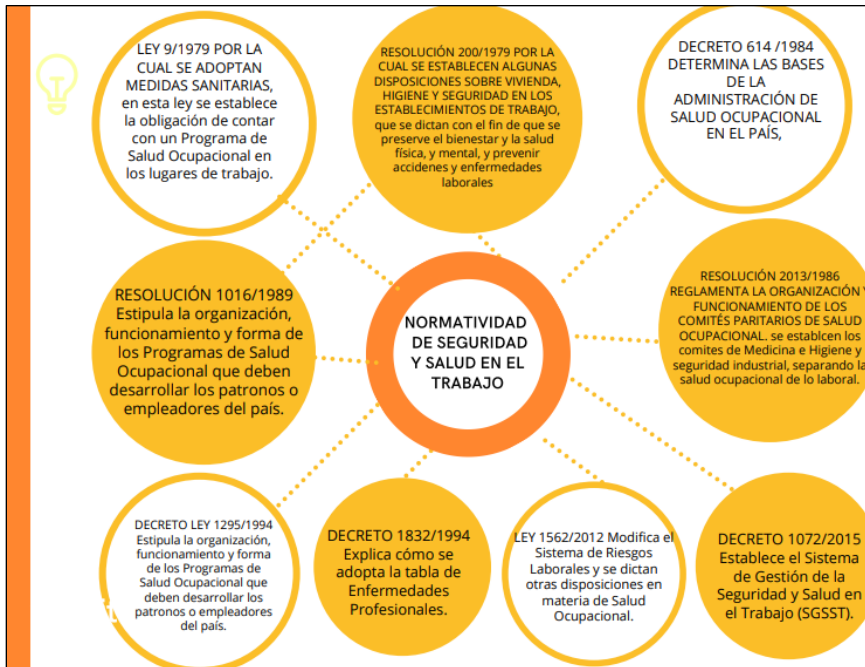 LEY 9/1979 POR LA
CUAL SE ADOPTAN
MEDIDAS SANITARIAS,
en esta ley se establece
la obligación de contar
con un Programa de
Salud Ocupacional en
los lugares de trabajo.
RESOLUCIÓN 200/1979 POR LA
CUAL SE ESTABLECEN ALGUNAS
DISPOSICIONES SOBRE VIVIENDA,
HIGIENE Y SEGURIDAD EN LOS
ESTABLECIMIENTOS DE TRABAJO,
que se dictan con el fin de que se
preserve el bienestar y la salud
física, y mental, y prevenir
accidenes y enfermedades
laborales
DECRETO 614 /1984
DETERMINA LAS BASES
DE LA
ADMINISTRACIÓN DE
SALUD OCUPACIONAL
EN EL PAÍS,
RESOLUCIÓN 1016/1989
Estipula la organización,
funcionamiento y forma de
los Programas de Salud
Ocupacional que deben
desarrollar los patronos o
empleadores del país.
NORMATIVIDAD
DE SEGURIDAD
Y SALUD EN EL
TRABAJO
RESOLUCIÓN 2013/1986
REGLAMENTA LA ORGANIZACIÓN Y
FUNCIONAMIENTO DE LOS
COMITÉS PARITARIOS DE SALUD
OCUPACIONAL. se establcen los
comites de Medicina e Higiene y
seguridad industrial, separando la
salud ocupacional de lo laboral.
DECRETO LEY 1295/1994
Estipula la organización,
funcionamiento y forma
de los Programas de
Salud Ocupacional que
deben desarrollar los
patronos o empleadores
del país.
DECRETO 1832/1994
Explica cómo se
adopta la tabla de
Enfermedades
Profesionales.
LEY 1562/2012 Modifica el
Sistema de Riesgos
Laborales y se dictan
otras disposiciones en
materia de Salud
Ocupacional.
DECRETO 1072/2015
Establece el Sistema
de Gestión de la
Seguridad y Salud en
el Trabajo (SGSST).